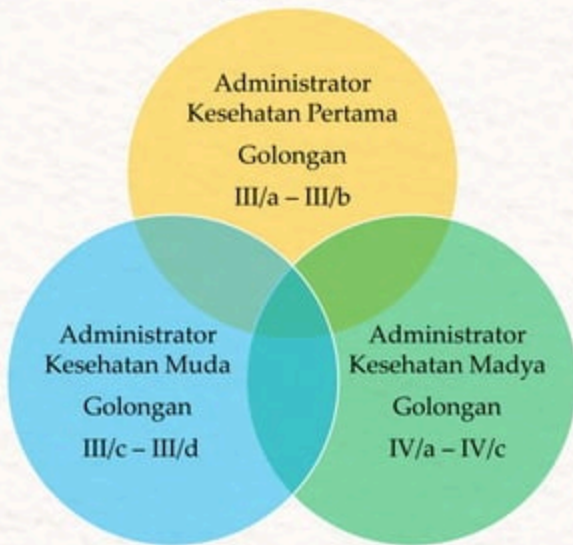 Administrator
Kesehatan Pertama
Golongan
III/a – III/b
Administrator
Kesehatan Muda
Golongan
III/c – III/d
Administrator
Kesehatan Madya
Golongan
IV/a – IV/c